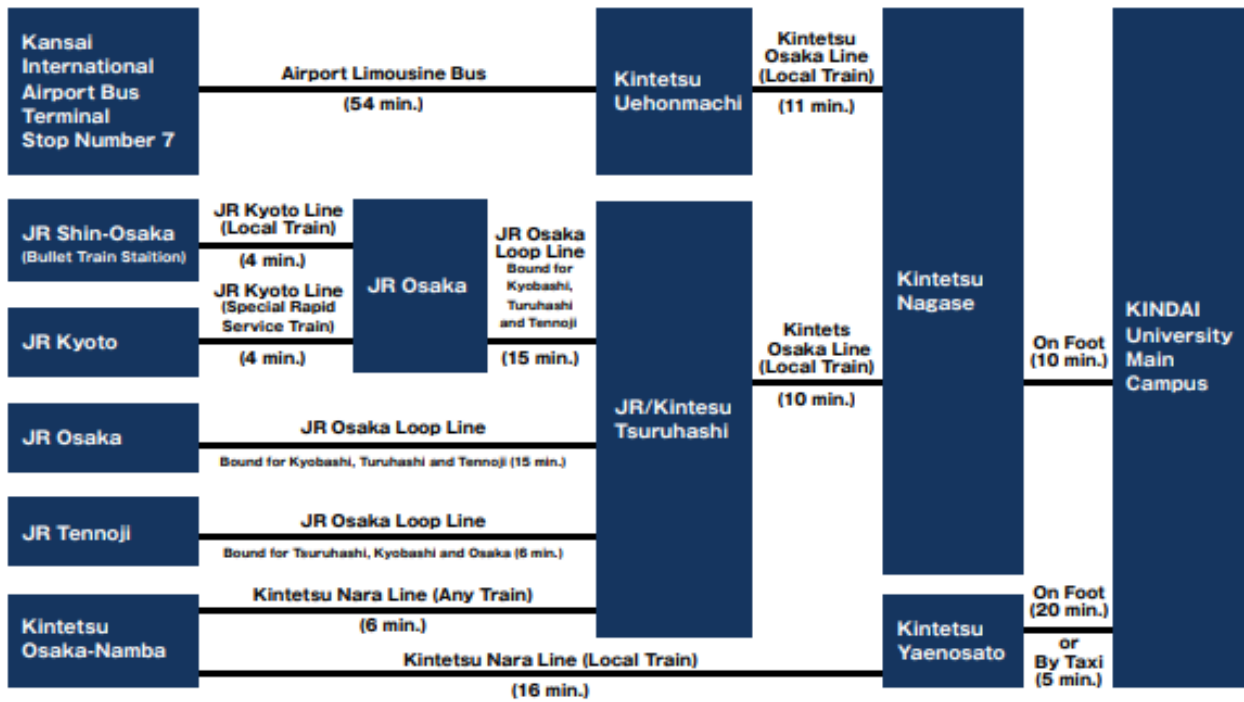 Kansai
International
Airport Bus
Terminal
Stop Number 7
Airport Limousine Bus
(54 min.)
Kintetsu
Uehonmachi
Kintetsu
Osaka Line
(Local Train)
(11 min.)
JR Shin-Osaka
(Bullet Train Staition)
JR Kyoto Line
(Local Train)
(4 min.)
JR Kyoto
JR Kyoto Line
(Special Rapid
Service Train)
(4 min.)
JR Osaka
JR Osaka
Loop Line
Bound for
Kyobashi,
Turuhashi
and Tennoji
(15 min.)
JR Osaka
JR Osaka Loop Line
Bound for Kyobashi, Turuhashi and Tennoji (15 min.)
JR Tennoji
JR Osaka Loop Line
Bound for Tsuruhashi, Kyobashi and Osaka (6 min.)
Kintetsu
Osaka-Namba
Kintetsu Nara Line (Any Train)
(6 min.)
Kintetsu Nara Line (Local Train)
(16 min.)
JR/Kintesu
Tsuruhashi
Kintets
Osaka Line
(Local Train)
(10 min.)
Kintetsu
Nagase
On Foot
(10 min.)
Kintetsu
Yaenosato
On Foot
(20 min.)
or
By Taxi
(5 min.)
KINDAI
University
Main
Campus